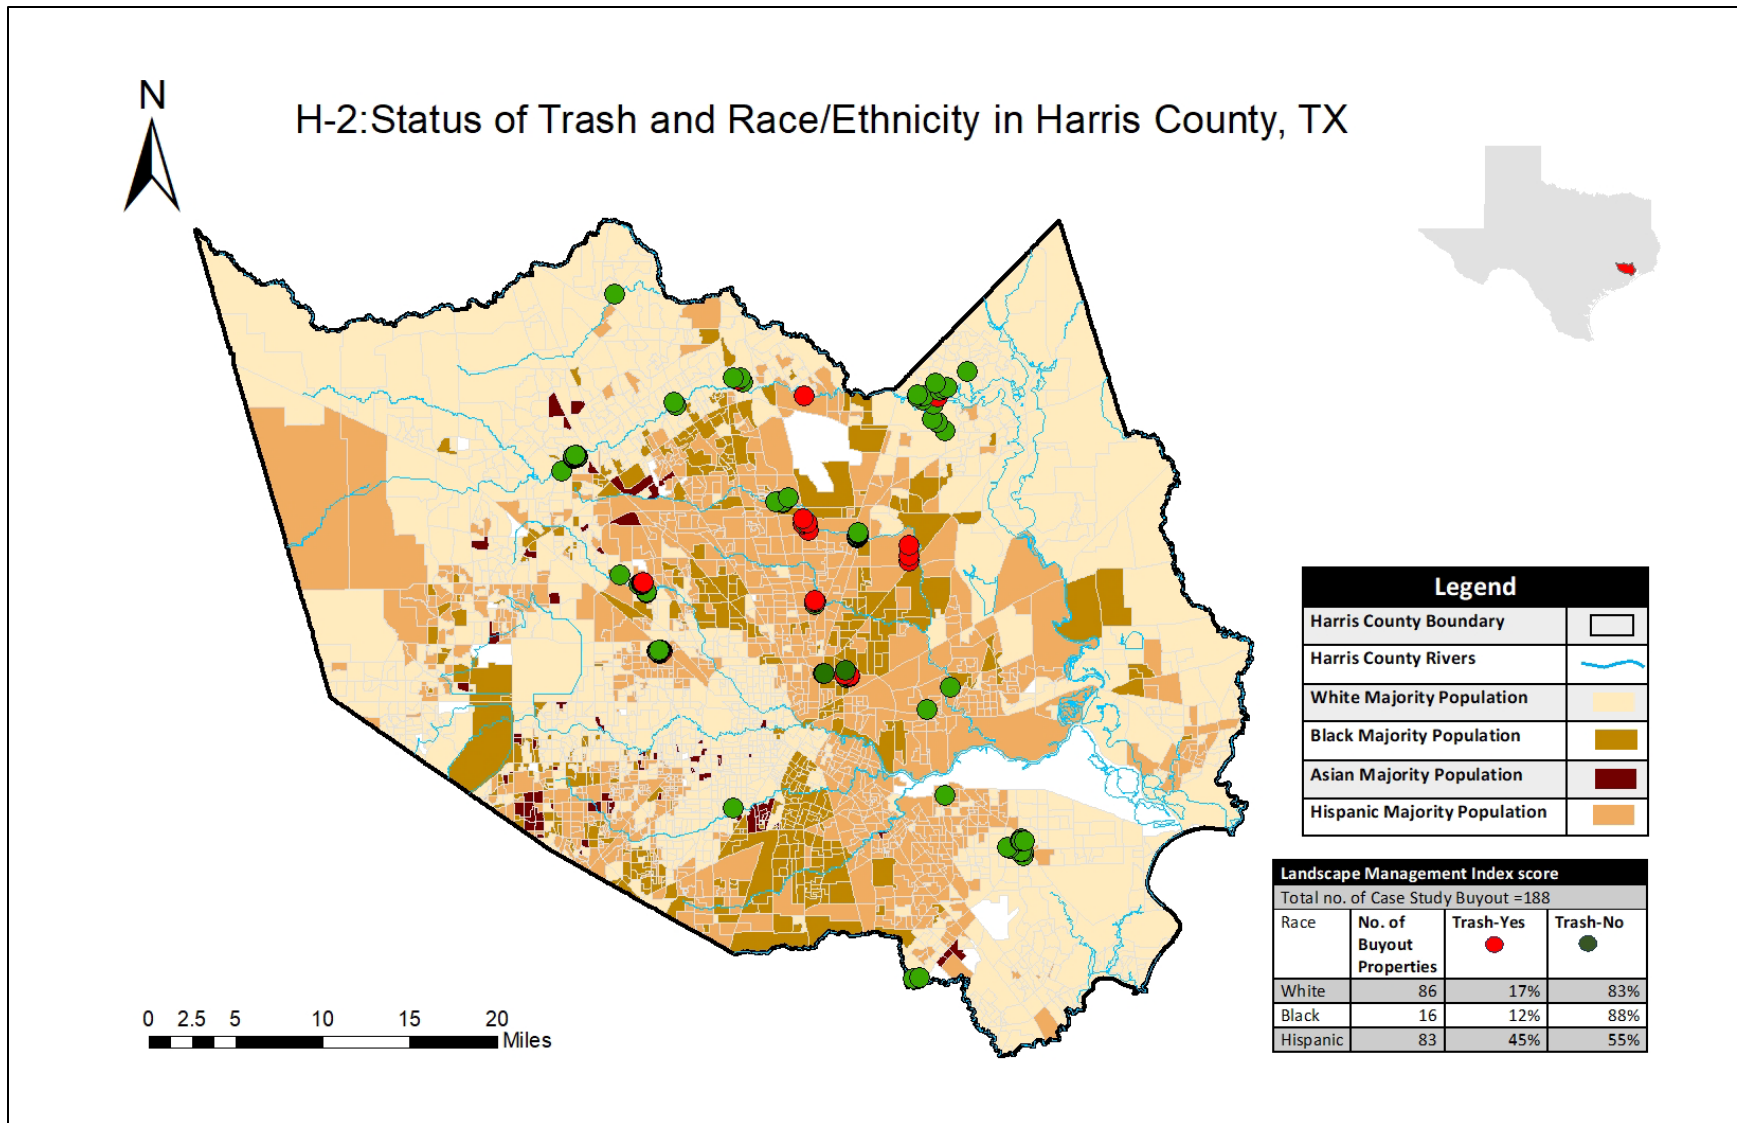 N
H-2:Status of Trash and Race/Ethnicity in Harris County, TX
Legend
Harris County Boundary
Harris County Rivers
White Majority Population
Black Majority Population
Asian Majority Population
Hispanic Majority Population
Landscape Management Index score
Total no. of Case Study Buyout =188
Race No. of Buyout Properties Trash-Yes Trash-No
White 86 17% 83%
Black 16 12% 88%
Hispanic 83 45% 55%
0 2.5 5 10 15 20
Miles